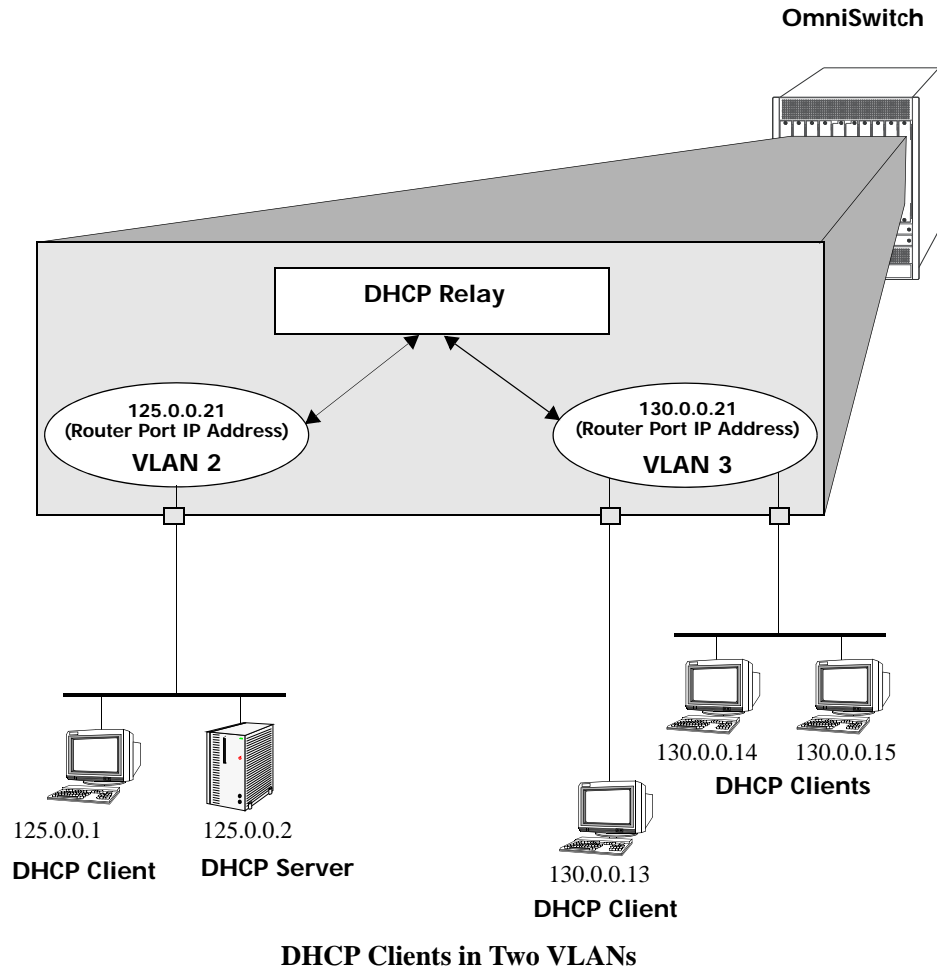 OmniSwitch
DHCP Relay
125.0.0.21
(Router Port IP Address)
VLAN 2
130.0.0.21
(Router Port IP Address)
VLAN 3
130.0.0.14
130.0.0.15
DHCP Clients
125.0.0.1
DHCP Client
125.0.0.2
DHCP Server
130.0.0.13
DHCP Client
DHCP Clients in Two VLANs